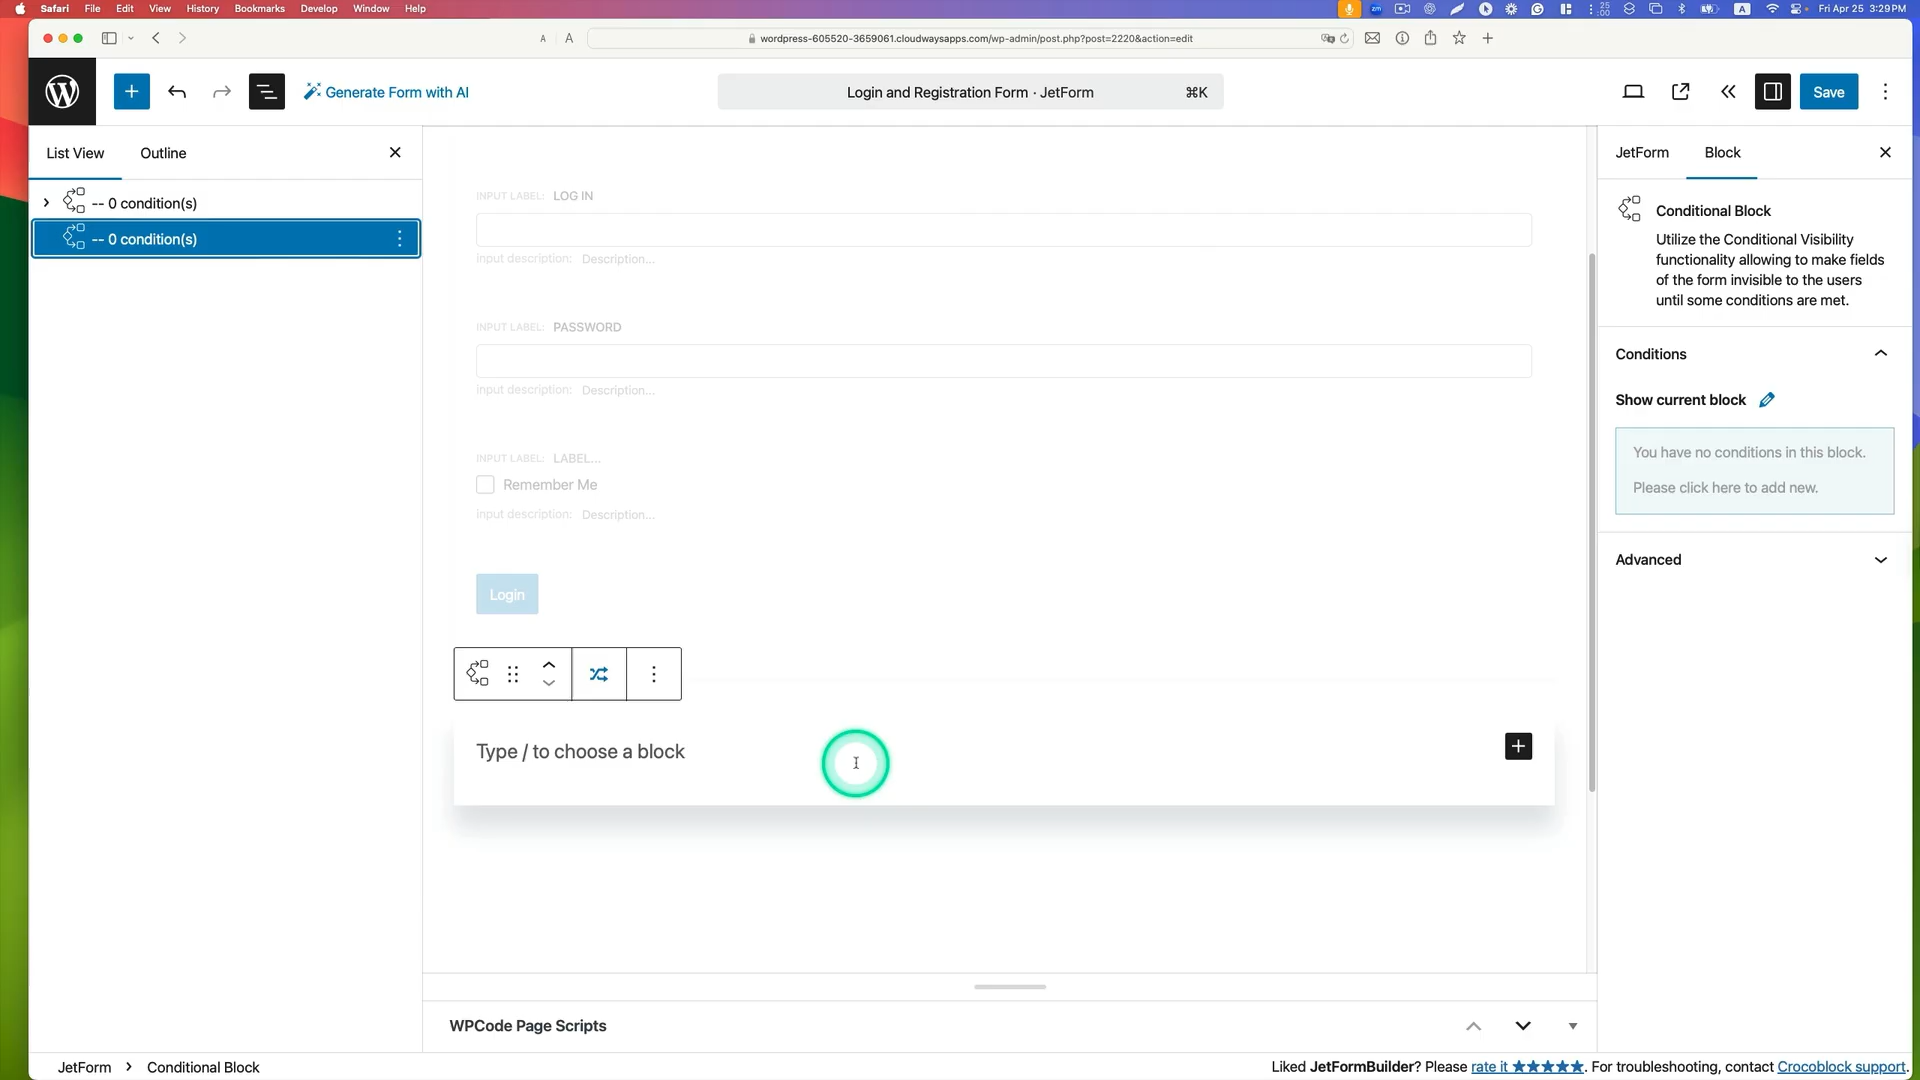 Safari File Edit View History Bookmarks Develop Window Help
zm 25 :00 A Fri Apr 25 3:29 PM
A A wordpress-605520-3659061.cloudwaysapps.com/wp-admin/post.php?post=2220&action=edit
Generate Form with AI
Login and Registration Form · JetForm ⌘K
Save
List View Outline
JetForm Block
-- 0 condition(s)
-- 0 condition(s)
INPUT LABEL: LOG IN
input description: Description...
INPUT LABEL: PASSWORD
input description: Description...
INPUT LABEL: LABEL...
Remember Me
input description: Description...
Login
Type / to choose a block
Conditional Block
Utilize the Conditional Visibility
functionality allowing to make fields
of the form invisible to the users
until some conditions are met.
Conditions
Show current block
You have no conditions in this block.
Please click here to add new.
Advanced
WPCode Page Scripts
JetForm > Conditional Block
Liked JetFormBuilder? Please rate it ★★★★★. For troubleshooting, contact Crocoblock support.